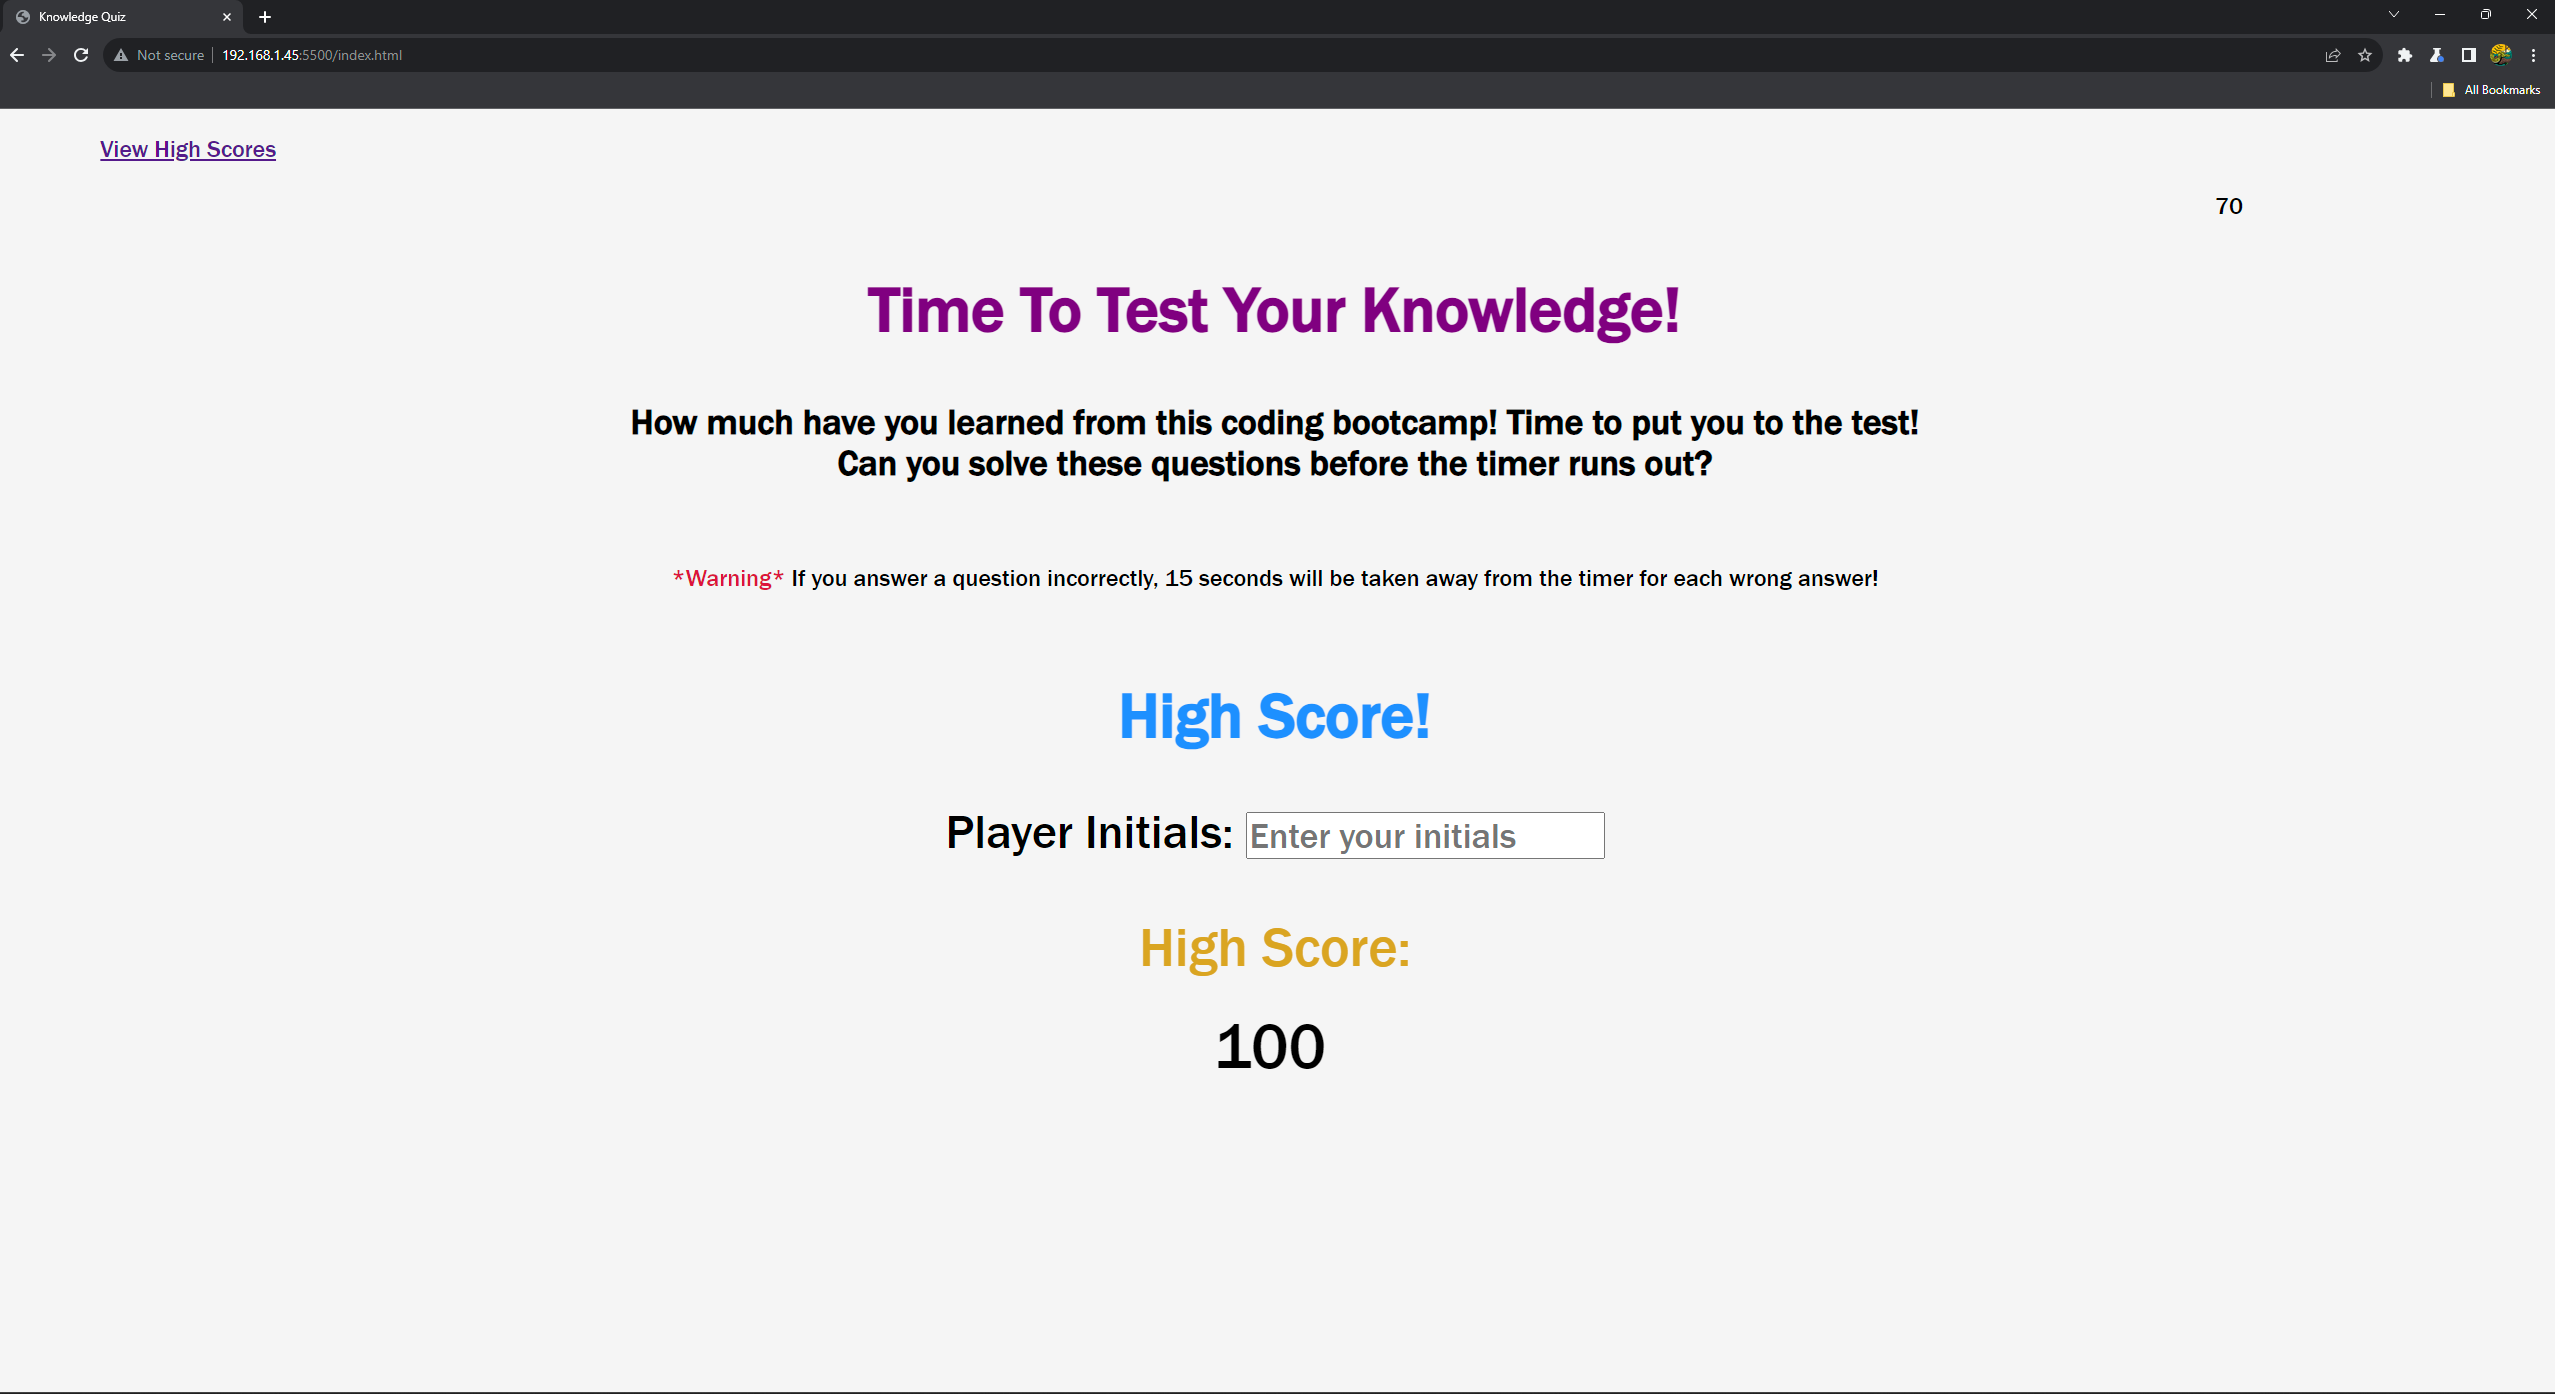 Knowledge Quiz
Not secure 192.168.1.45:5500/index.html
All Bookmarks
View High Scores
70
Time To Test Your Knowledge!
How much have you learned from this coding bootcamp! Time to put you to the test!
Can you solve these questions before the timer runs out?
*Warning* If you answer a question incorrectly, 15 seconds will be taken away from the timer for each wrong answer!
High Score!
Player Initials: Enter your initials
High Score:
100